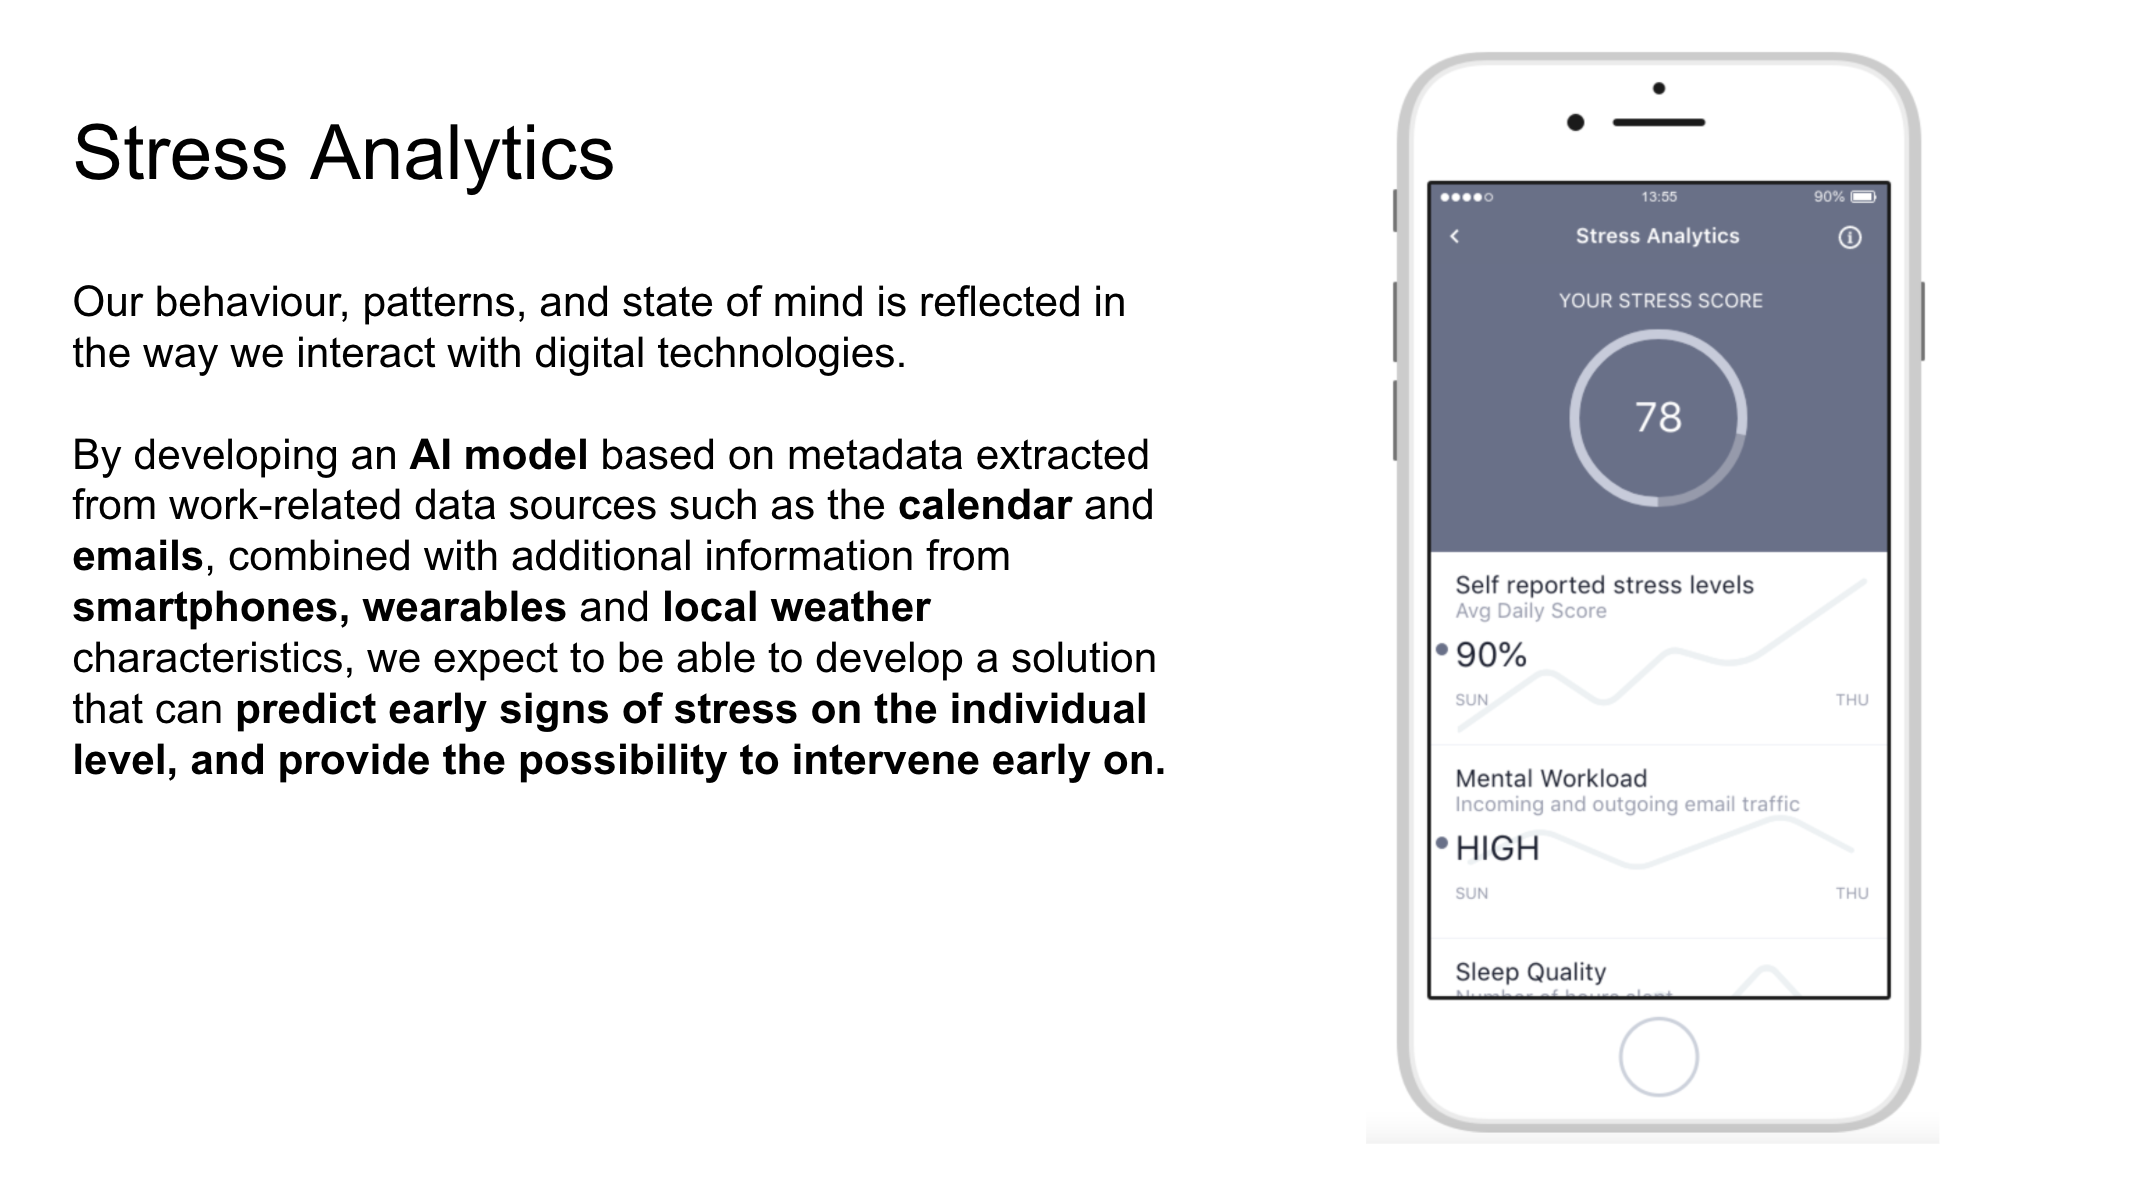 Stress Analytics
Our behaviour, patterns, and state of mind is reflected in
the way we interact with digital technologies.
By developing an AI model based on metadata extracted
from work-related data sources such as the calendar and
emails, combined with additional information from
smartphones, wearables and local weather
characteristics, we expect to be able to develop a solution
that can predict early signs of stress on the individual
level, and provide the possibility to intervene early on.
13:55 90%
Stress Analytics
YOUR STRESS SCORE
78
Self reported stress levels
Avg Daily Score
90%
SUN THU
Mental Workload
Incoming and outgoing email traffic
HIGH
SUN THU
Sleep Quality
Number of hours slept